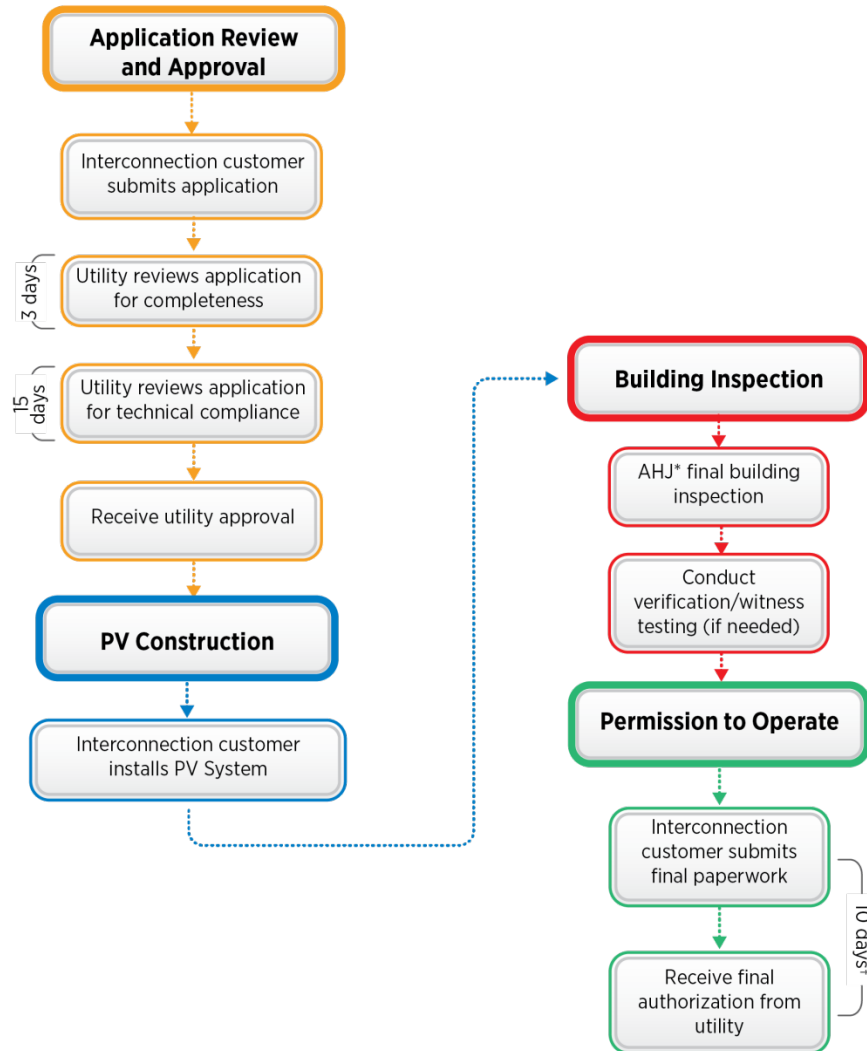 Application Review
and Approval
Interconnection customer
submits application
3 days
Utility reviews application
for completeness
15
days
Utility reviews application
for technical compliance
Receive utility approval
PV Construction
Interconnection customer
installs PV System
Building Inspection
AHJ* final building
inspection
Conduct
verification/witness
testing (if needed)
Permission to Operate
Interconnection
customer submits
final paperwork
10 days†
Receive final
authorization from
utility